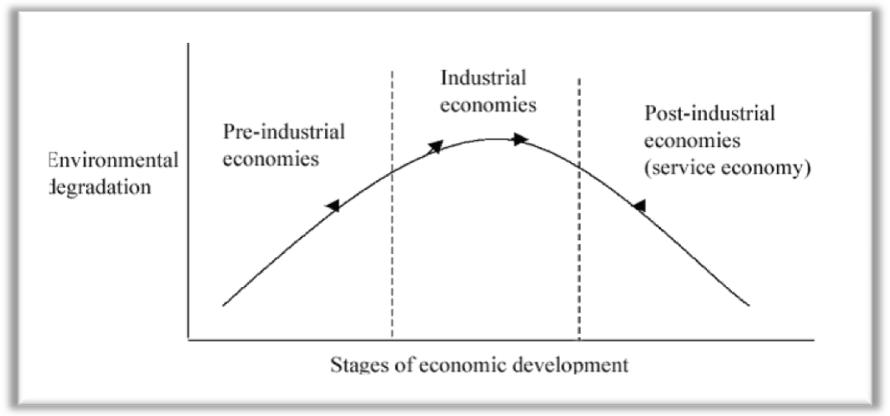 Industrial
economies
Pre-industrial
economies
Post-industrial
economies
(service economy)
Environmental
degradation
Stages of economic development